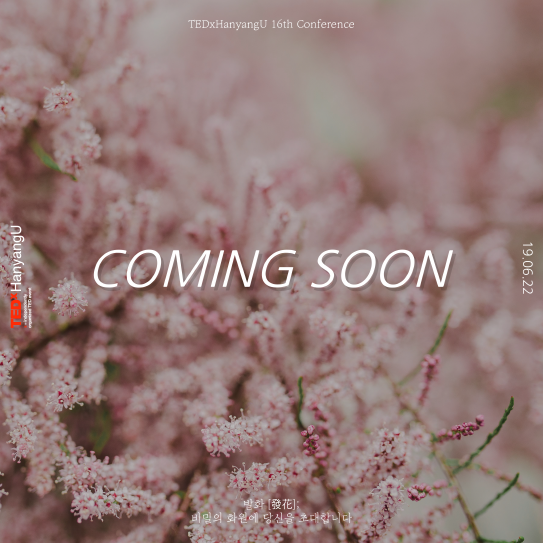 TEDxHanyangU 16th Conference
TEDxHanyangU
x=independently organized TED event
COMING SOON
19.06.22
발화 [發花];
비밀의 화원에 당신을 초대합니다